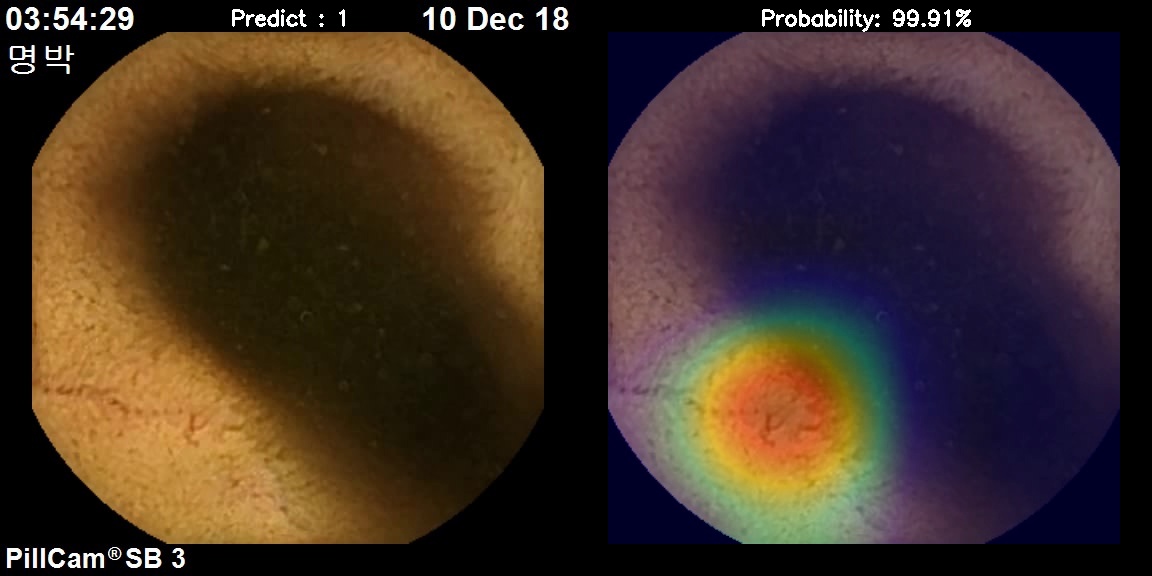 03:54:29
Predict : 1
10 Dec 18
Probability: 99.91%
명박
PillCam® SB 3